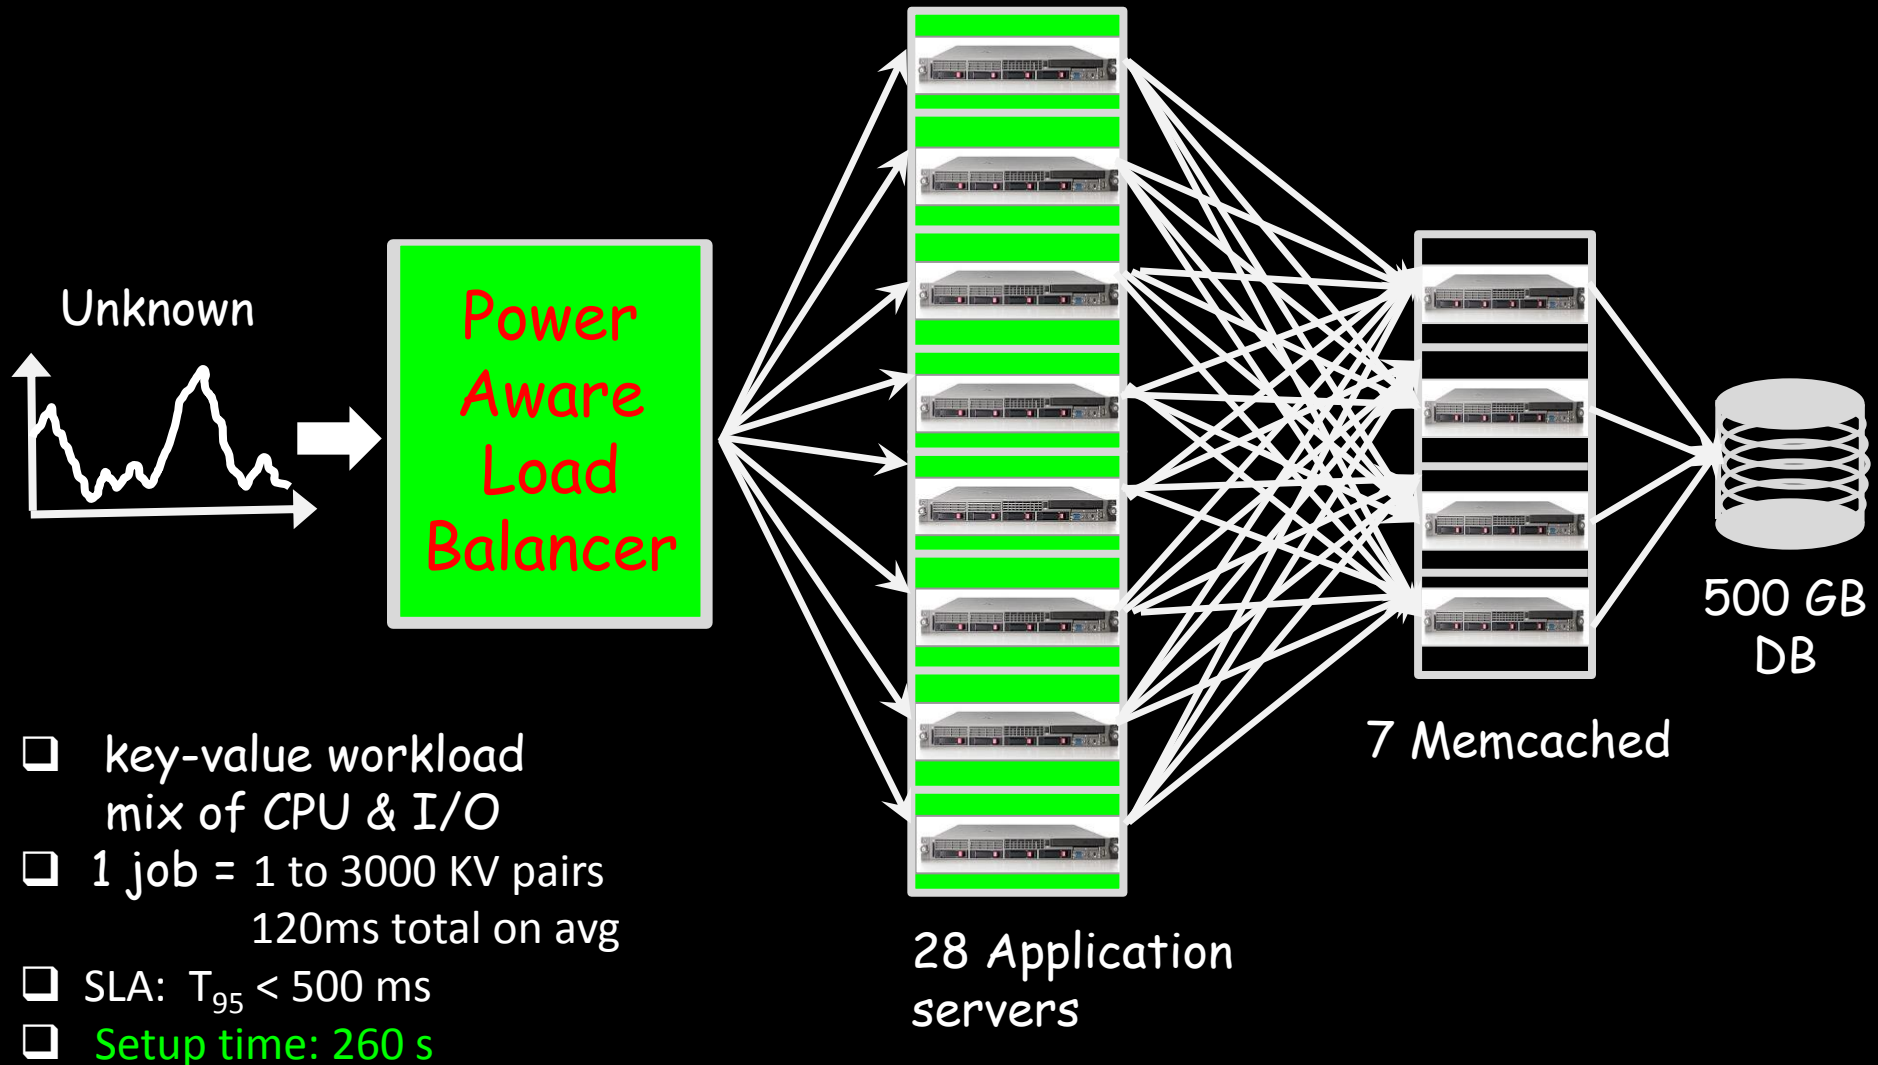 Unknown
Power
Aware
Load
Balancer
500 GB
DB
7 Memcached
28 Application
servers
❑ key-value workload
mix of CPU & I/O
❑ 1 job = 1 to 3000 KV pairs
120ms total on avg
❑ SLA: T95 < 500 ms
❑ Setup time: 260 s